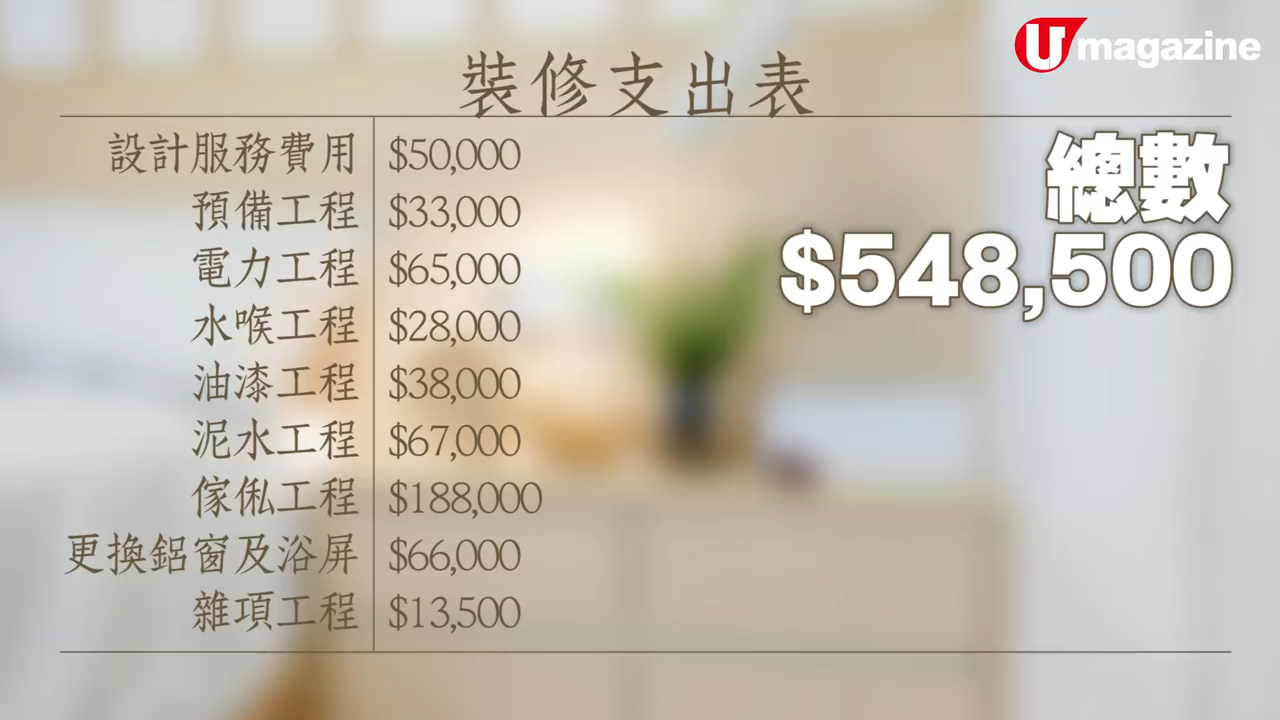 U magazine
裝修支出表
設計服務費用 $50,000
預備工程 $33,000
電力工程 $65,000
水喉工程 $28,000
油漆工程 $38,000
泥水工程 $67,000
傢俬工程 $188,000
更換鋁窗及浴屏 $66,000
雜項工程 $13,500
總數
$548,500